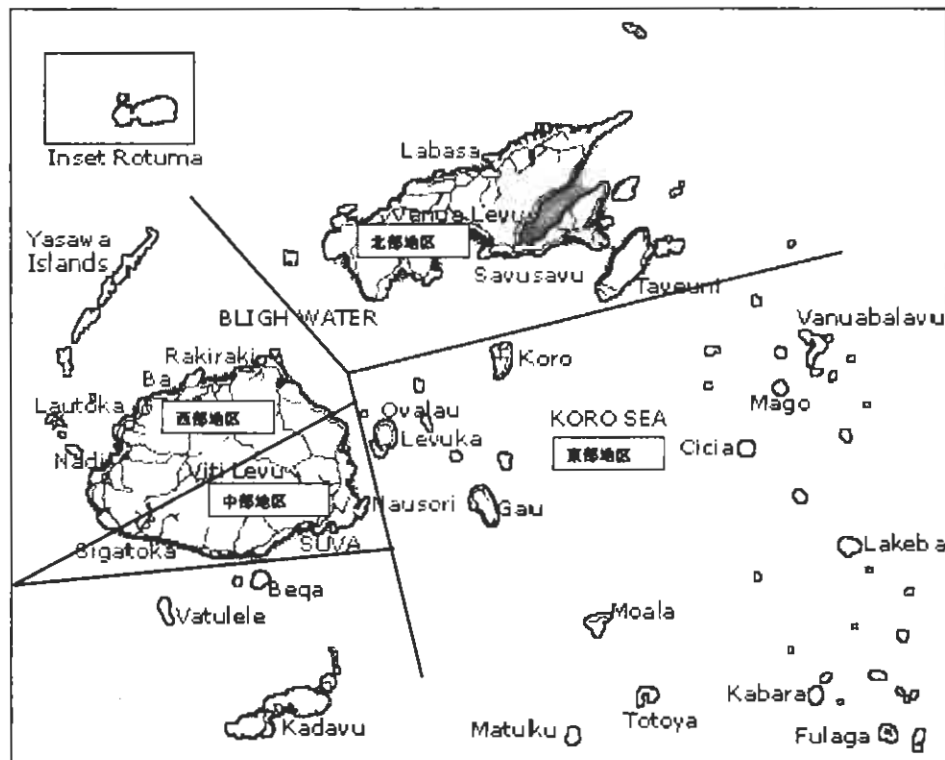 Inset Rotuma
Labasa
Vanua Levu
北部地区
Yasawa
Islands
Savusavu
Taveuni
BLIGH WATER
Vanuabalavu
Rakiraki
Koro
Ba
Mago
Lautoka
西部地区
Ovalau
KORO SEA
Levuka
東部地区
Cicia
Nadi
Viti Levu
中部地区
Nausori
Gau
Sigatoka
SUVA
Lakeba
Beqa
Vatulele
Moala
Kabara
Totoya
Kadavu
Matuku
Fulaga